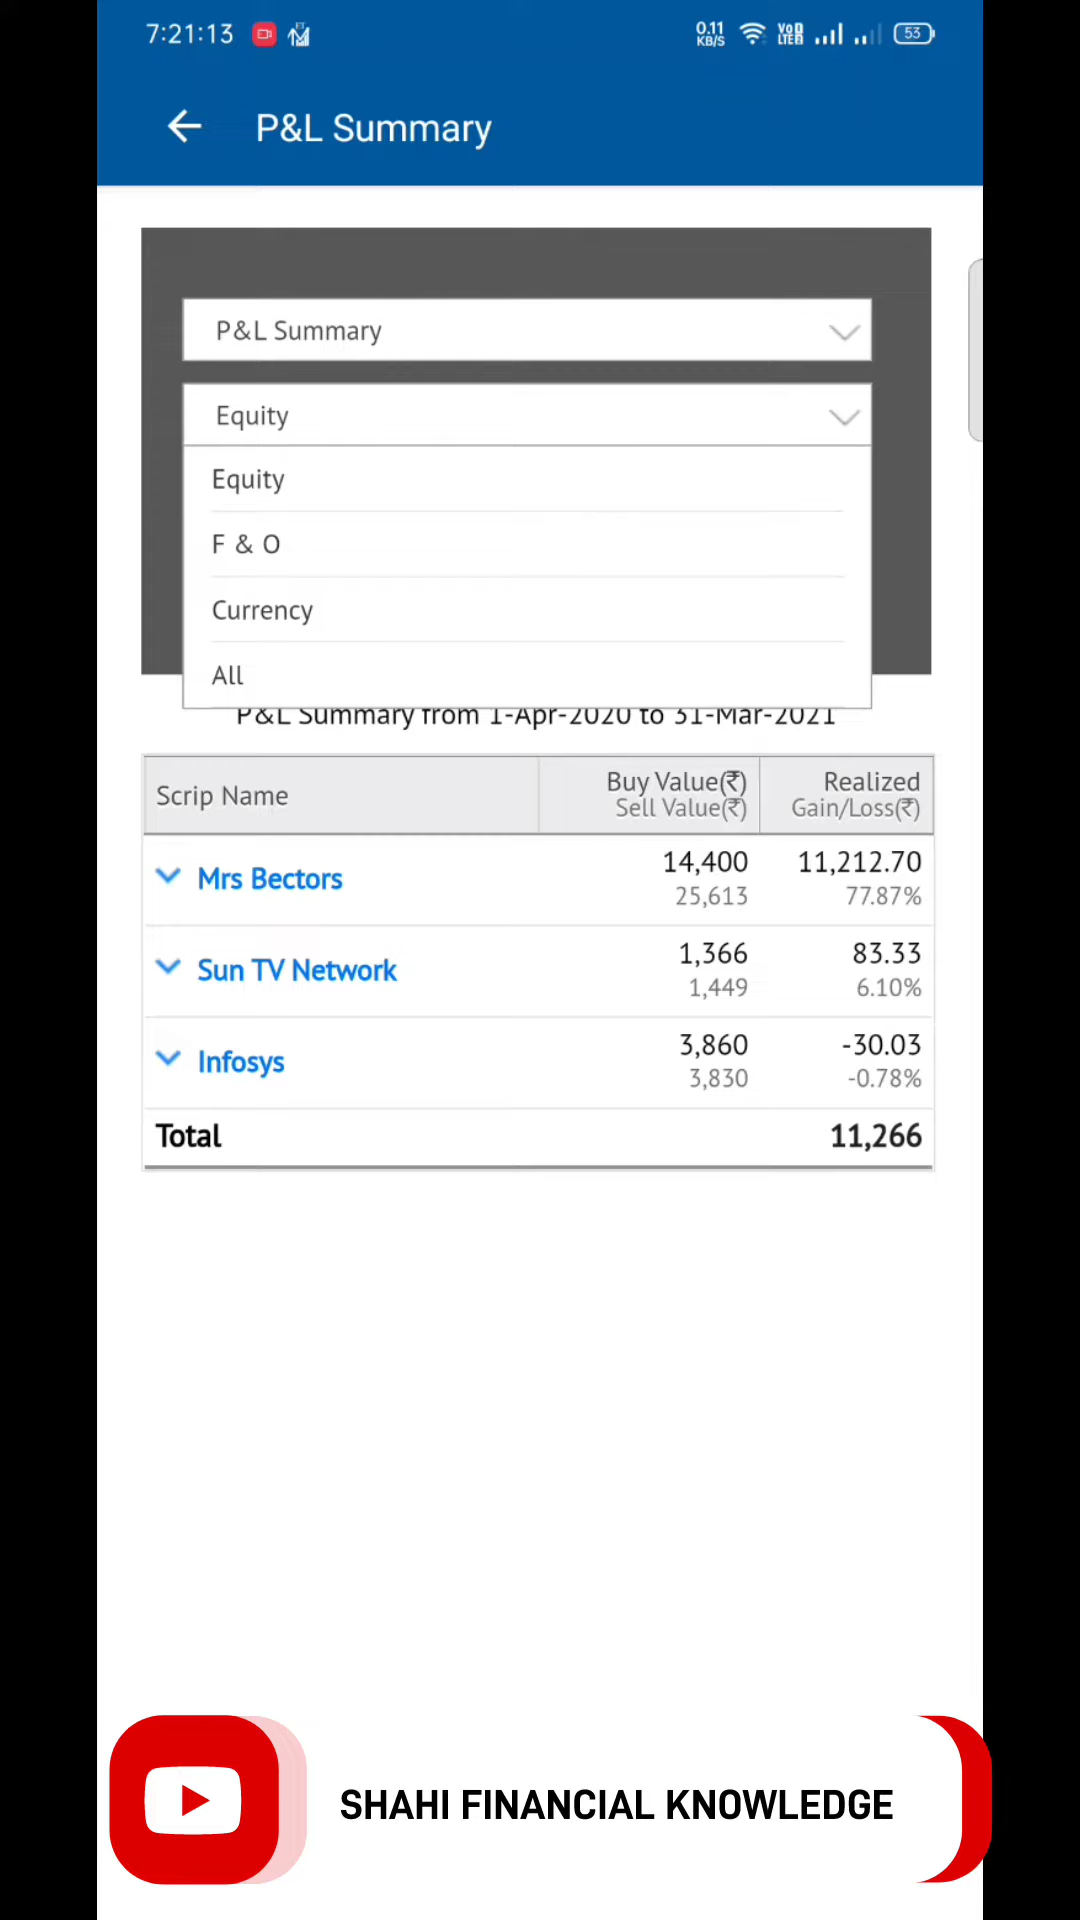 7:21:13
0.11
KB/S
VoD
LTE
53
P&L Summary
P&L Summary
Equity
Equity
F & O
Currency
All
P&L Summary from 1-Apr-2020 to 31-Mar-2021
Scrip Name
Buy Value(₹)
Sell Value(₹)
Realized
Gain/Loss(₹)
Mrs Bectors
14,400
25,613
11,212.70
77.87%
Sun TV Network
1,366
1,449
83.33
6.10%
Infosys
3,860
3,830
-30.03
-0.78%
Total
11,266
SHAHI FINANCIAL KNOWLEDGE